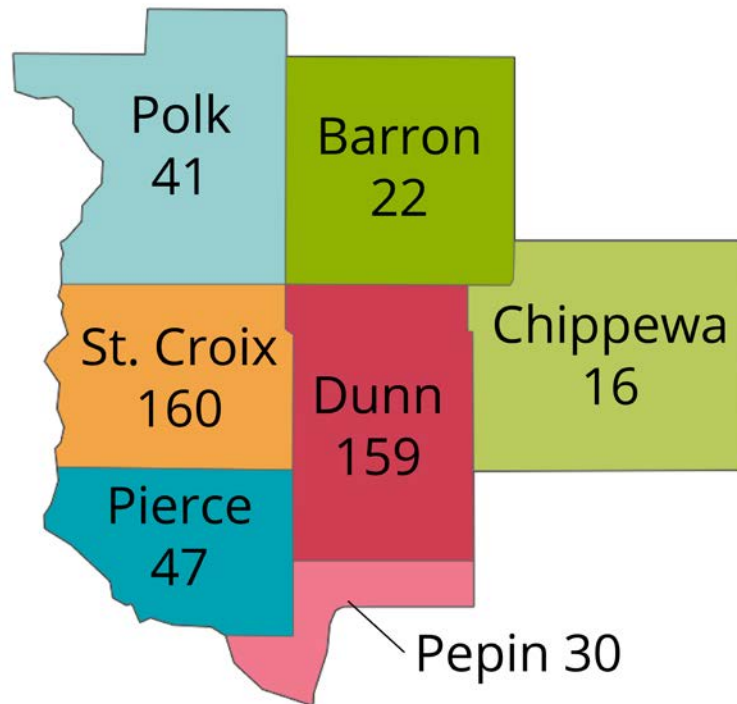 Polk
41
Barron
22
St. Croix
160
Dunn
159
Chippewa
16
Pierce
47
Pepin 30